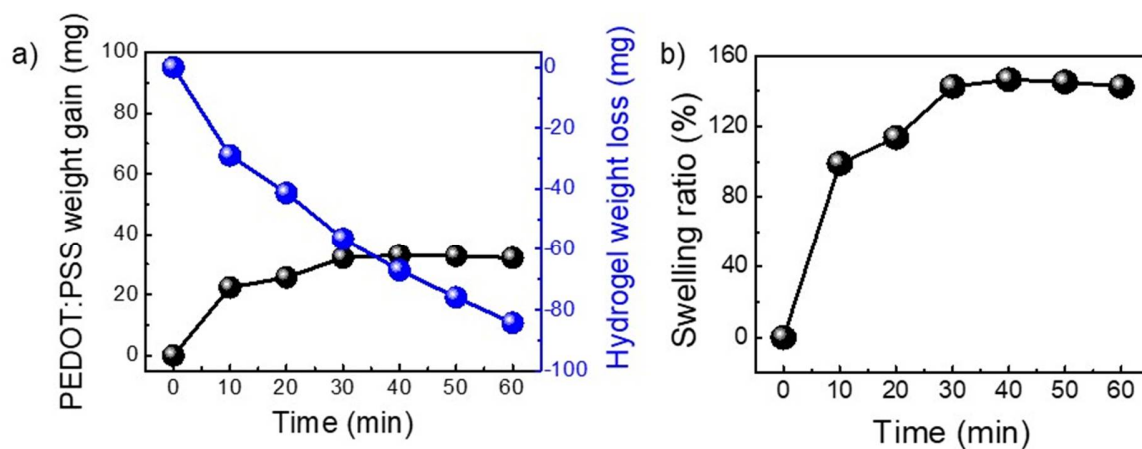 a)
PEDOT:PSS weight gain (mg)
100
80
60
40
20
0
0 10 20 30 40 50 60
Time (min)
0
-20
-40
-60
-80
-100
Hydrogel weight loss (mg)
b)
Swelling ratio (%)
160
120
80
40
0
0 10 20 30 40 50 60
Time (min)